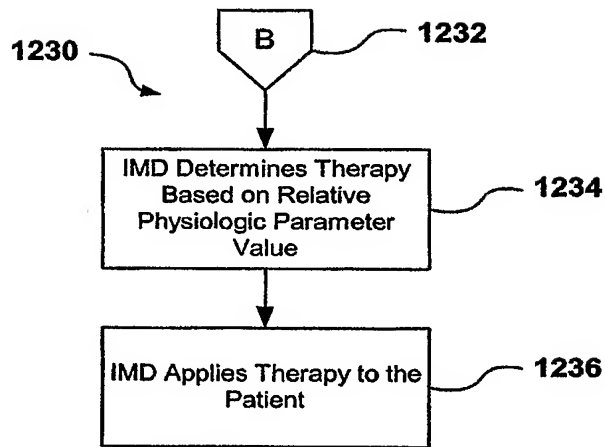 B
1232
1230
IMD Determines Therapy
Based on Relative
Physiologic Parameter
Value
1234
IMD Applies Therapy to the
Patient
1236